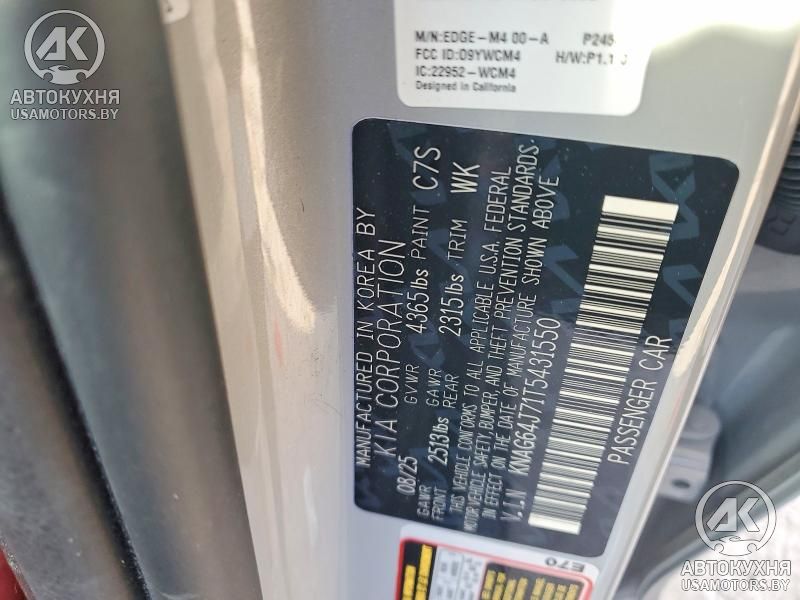 AK
АВТОКУХНЯ
USAMOTORS.BY
M/N:EDGE-M4 00-A P245
FCC ID:O9YWCM4 H/W:P1.1
IC:22952-WCM4
Designed in California
MANUFACTURED IN KOREA BY
KIA CORPORATION
08/25 GVWR 4365lbs PAINT C7S
GAWR FRONT 2513lbs GAWR REAR 2315lbs TRIM WK
THIS VEHICLE CONFORMS TO ALL APPLICABLE U.S.A. FEDERAL
MOTOR VEHICLE SAFETY, BUMPER, AND THEFT PREVENTION STANDARDS.
IN EFFECT ON THE DATE OF MANUFACTURE SHOWN ABOVE
V.I.N KNAG64J71T5431550
PASSENGER CAR
E70
AK
АВТОКУХНЯ
USAMOTORS.BY